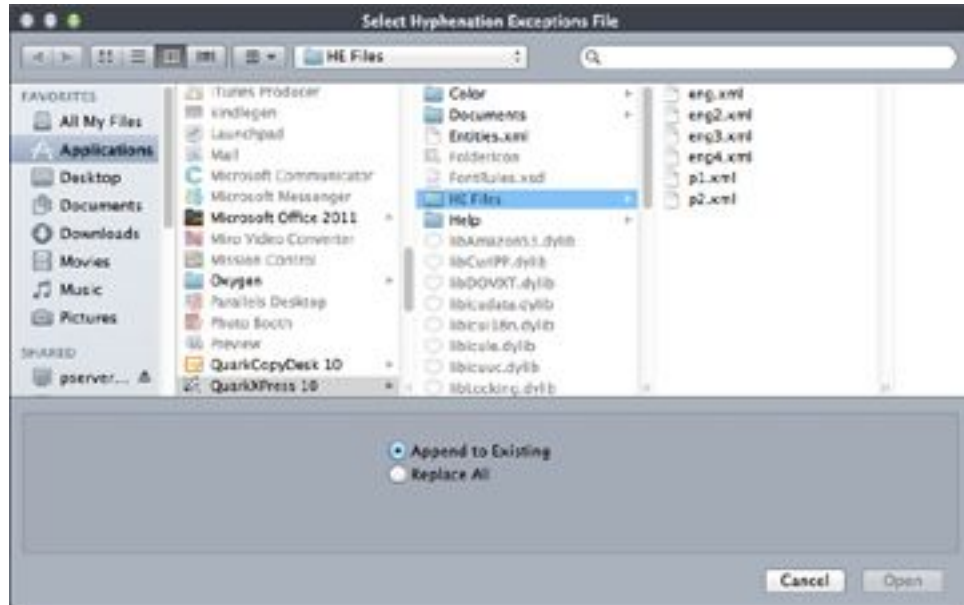 Select Hyphenation Exceptions File
HE Files
FAVORITES
All My Files
Applications
Desktop
Documents
Downloads
Movies
Music
Pictures
SHARED
pserver...
iTunes Producer
kindlegen
Launchpad
Mail
Microsoft Communicator
Microsoft Messenger
Microsoft Office 2011
Miro Video Converter
Mission Control
Oxygen
Parallels Desktop
Photo Booth
Preview
QuarkCopyDesk 10
QuarkXPress 10
Color
Documents
Entities.xml
FolderIcon
FontRules.xsd
HE Files
Help
libCurlPP.dylib
libDOVXT.dylib
libicudata.dylib
libicui18n.dylib
libicule.dylib
libicuuc.dylib
libLocking.dylib
eng.xml
eng2.xml
eng3.xml
eng4.xml
p1.xml
p2.xml
Append to Existing
Replace All
Cancel
Open